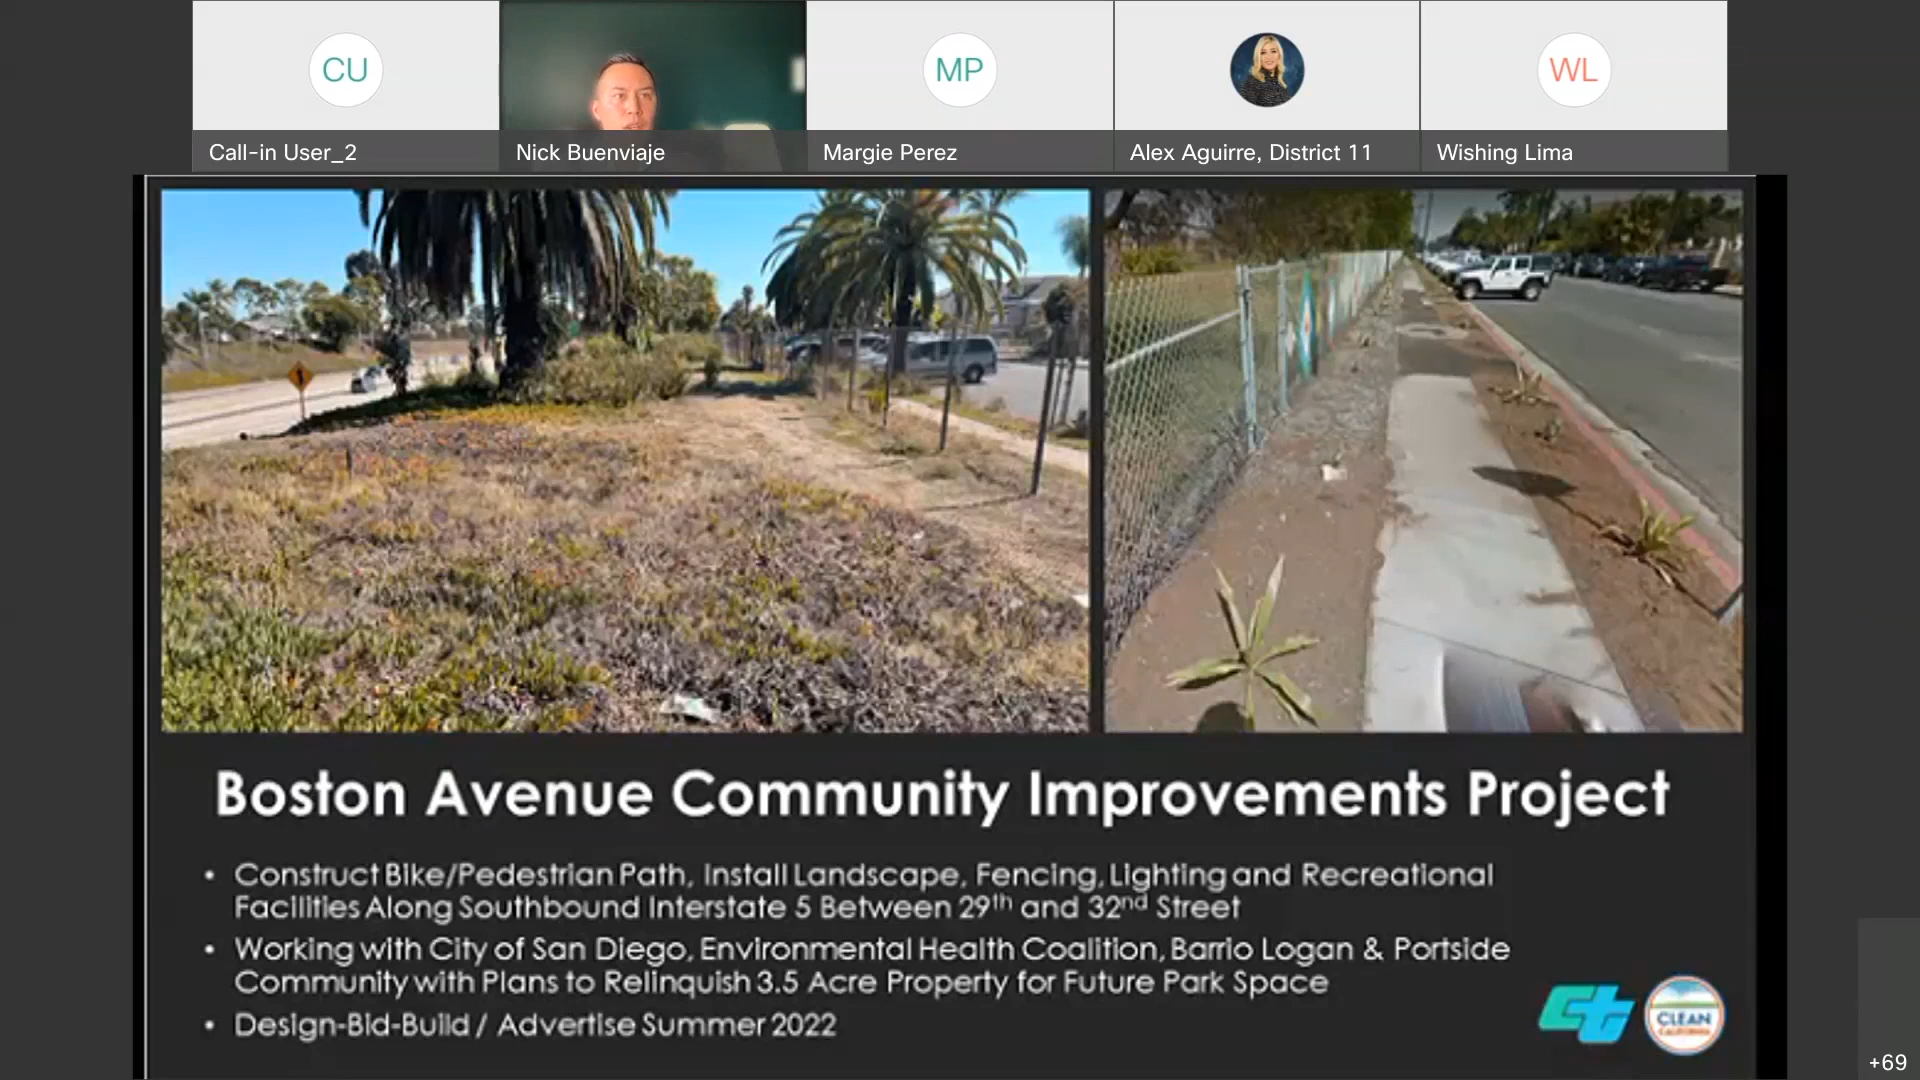 CU
MP
WL
Call-in User_2
Nick Buenviaje
Margie Perez
Alex Aguirre, District 11
Wishing Lima
Boston Avenue Community Improvements Project
• Construct Bike/Pedestrian Path, Install Landscape, Fencing, Lighting and Recreational
Facilities Along Southbound Interstate 5 Between 29th and 32nd Street
• Working with City of San Diego, Environmental Health Coalition, Barrio Logan & Portside
Community with Plans to Relinquish 3.5 Acre Property for Future Park Space
• Design-Bid-Build / Advertise Summer 2022
ct
CLEAN
CALIFORNIA
+69